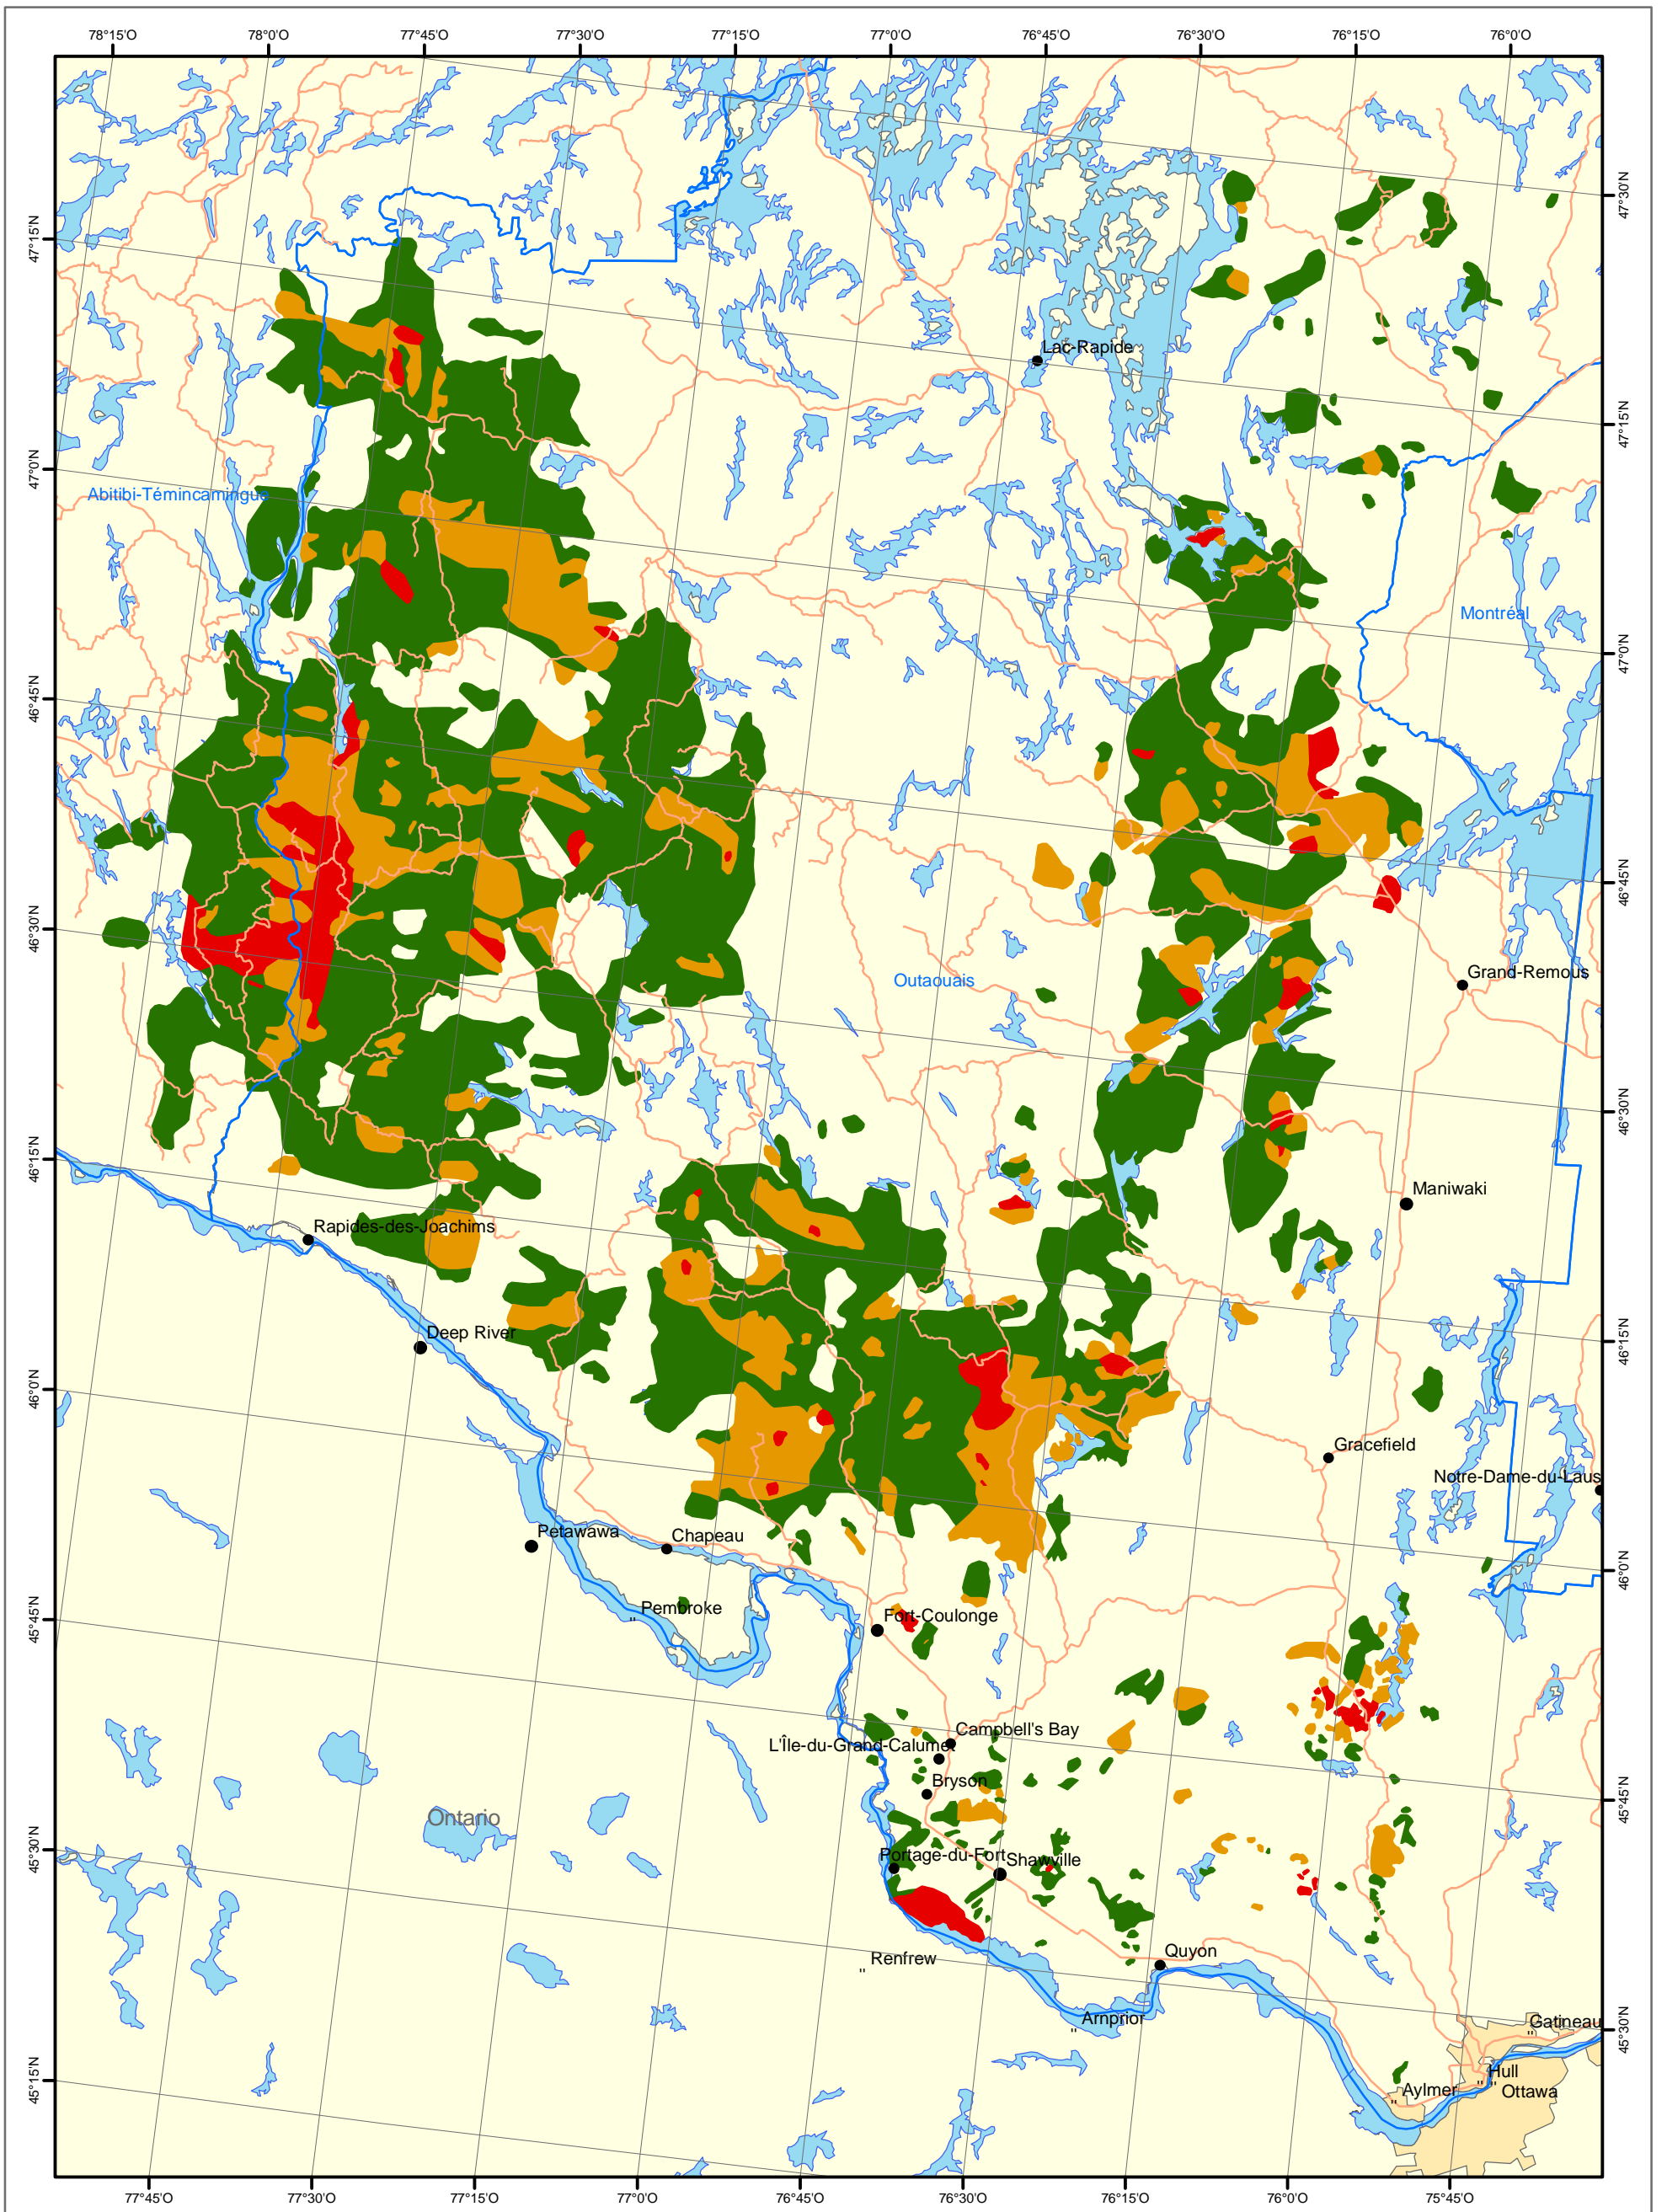 78°15'O 78°0'O 77°45'O 77°30'O 77°15'O 77°0'O 76°45'O 76°30'O 76°15'O 76°0'O
47°30'N
47°15'N
Lac-Rapide
47°15'N
47°0'N
Abitibi-Témincamingue
Montréal
47°0'N
46°45'N
46°45'N
46°30'N
Grand-Remous
Outaouais
46°30'N
46°15'N
Maniwaki
Rapides-des-Joachims
Deep River
46°15'N
46°0'N
Gracefield
Notre-Dame-du-Laus
Petawawa
Chapeau
46°0'N
45°45'N
Pembroke
Fort-Coulonge
Campbell's Bay
L'Île-du-Grand-Calumet
Bryson
45°45'N
Ontario
45°30'N
Portage-du-Fort
Shawville
Renfrew
Quyon
Arnprior
Gatineau
45°30'N
45°15'N
Hull
Aylmer
Ottawa
77°45'O 77°30'O 77°15'O 77°0'O 76°45'O 76°30'O 76°15'O 76°0'O 75°45'O